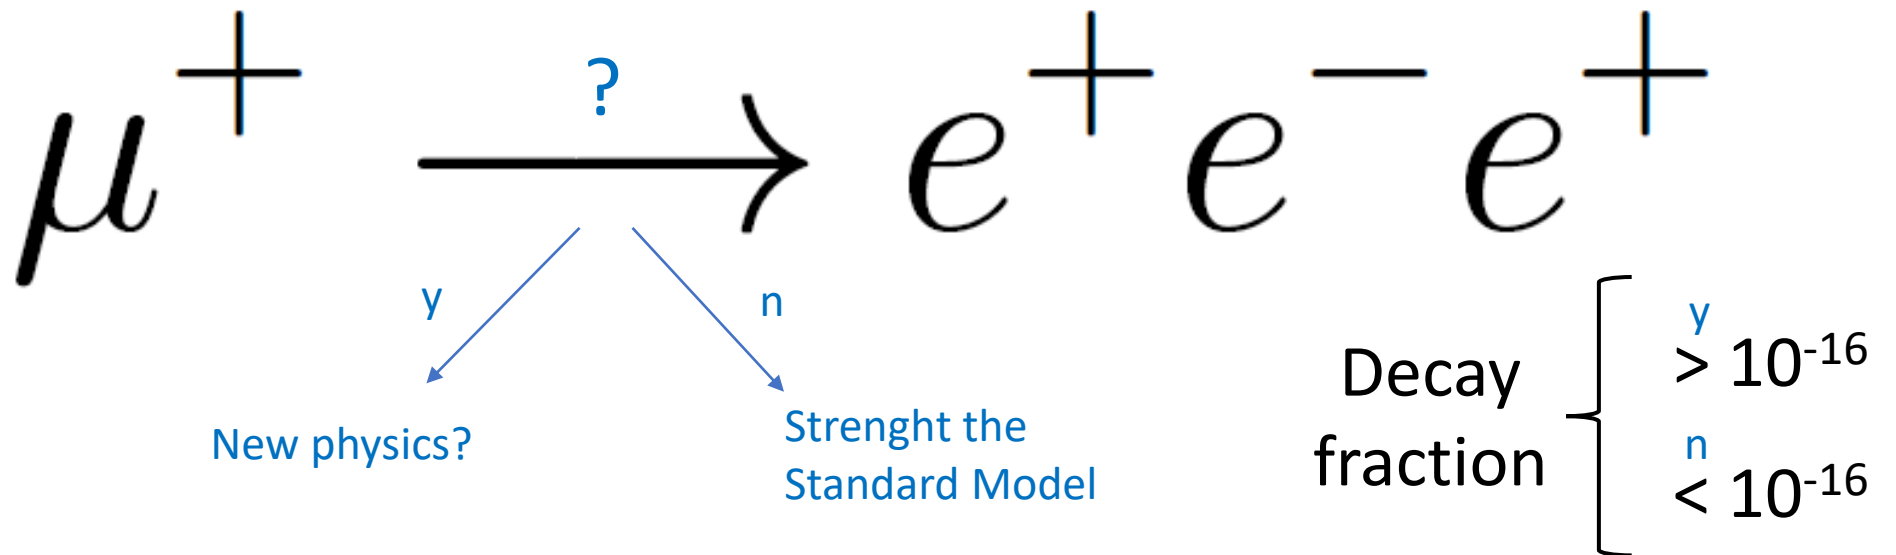 μ⁺ ? → e⁺e⁻e⁺
y
n
New physics?
Strenght the
Standard Model
Decay
fraction
y
> 10⁻¹⁶
n
< 10⁻¹⁶